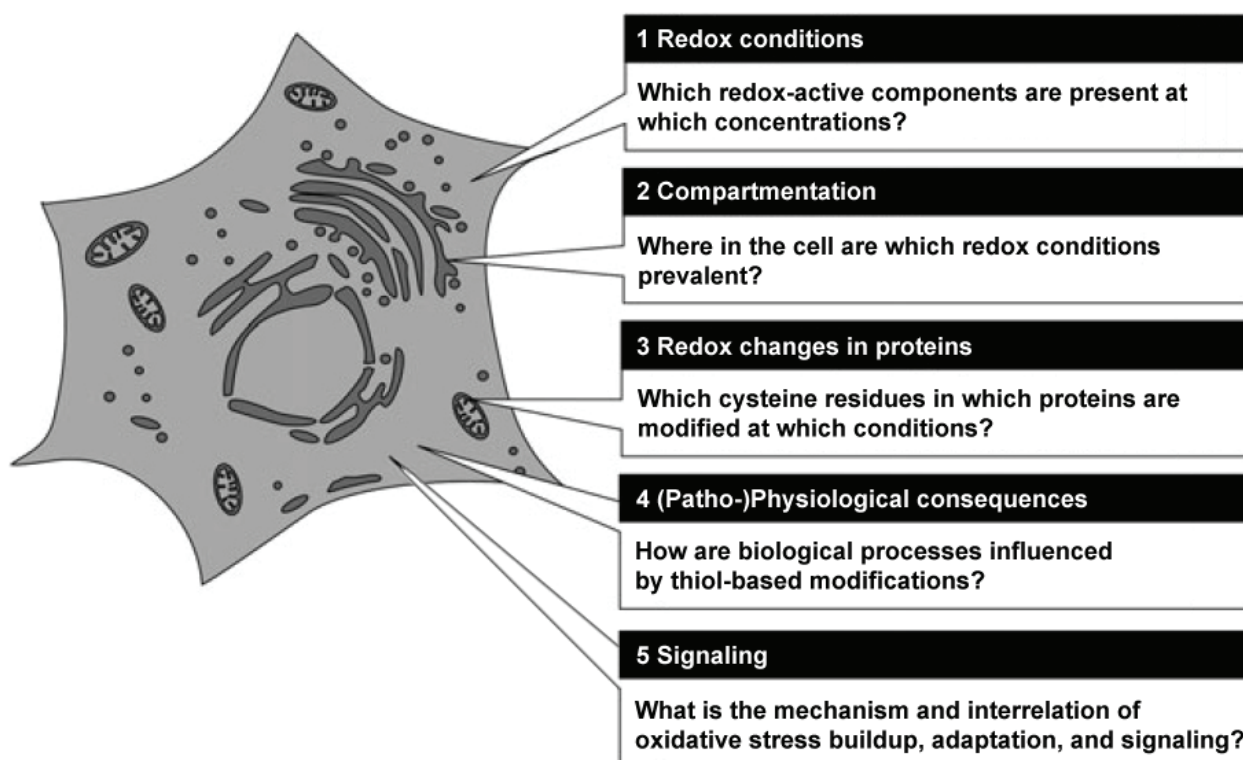 1 Redox conditions
Which redox-active components are present at
which concentrations?
2 Compartmentation
Where in the cell are which redox conditions
prevalent?
3 Redox changes in proteins
Which cysteine residues in which proteins are
modified at which conditions?
4 (Patho-)Physiological consequences
How are biological processes influenced
by thiol-based modifications?
5 Signaling
What is the mechanism and interrelation of
oxidative stress buildup, adaptation, and signaling?